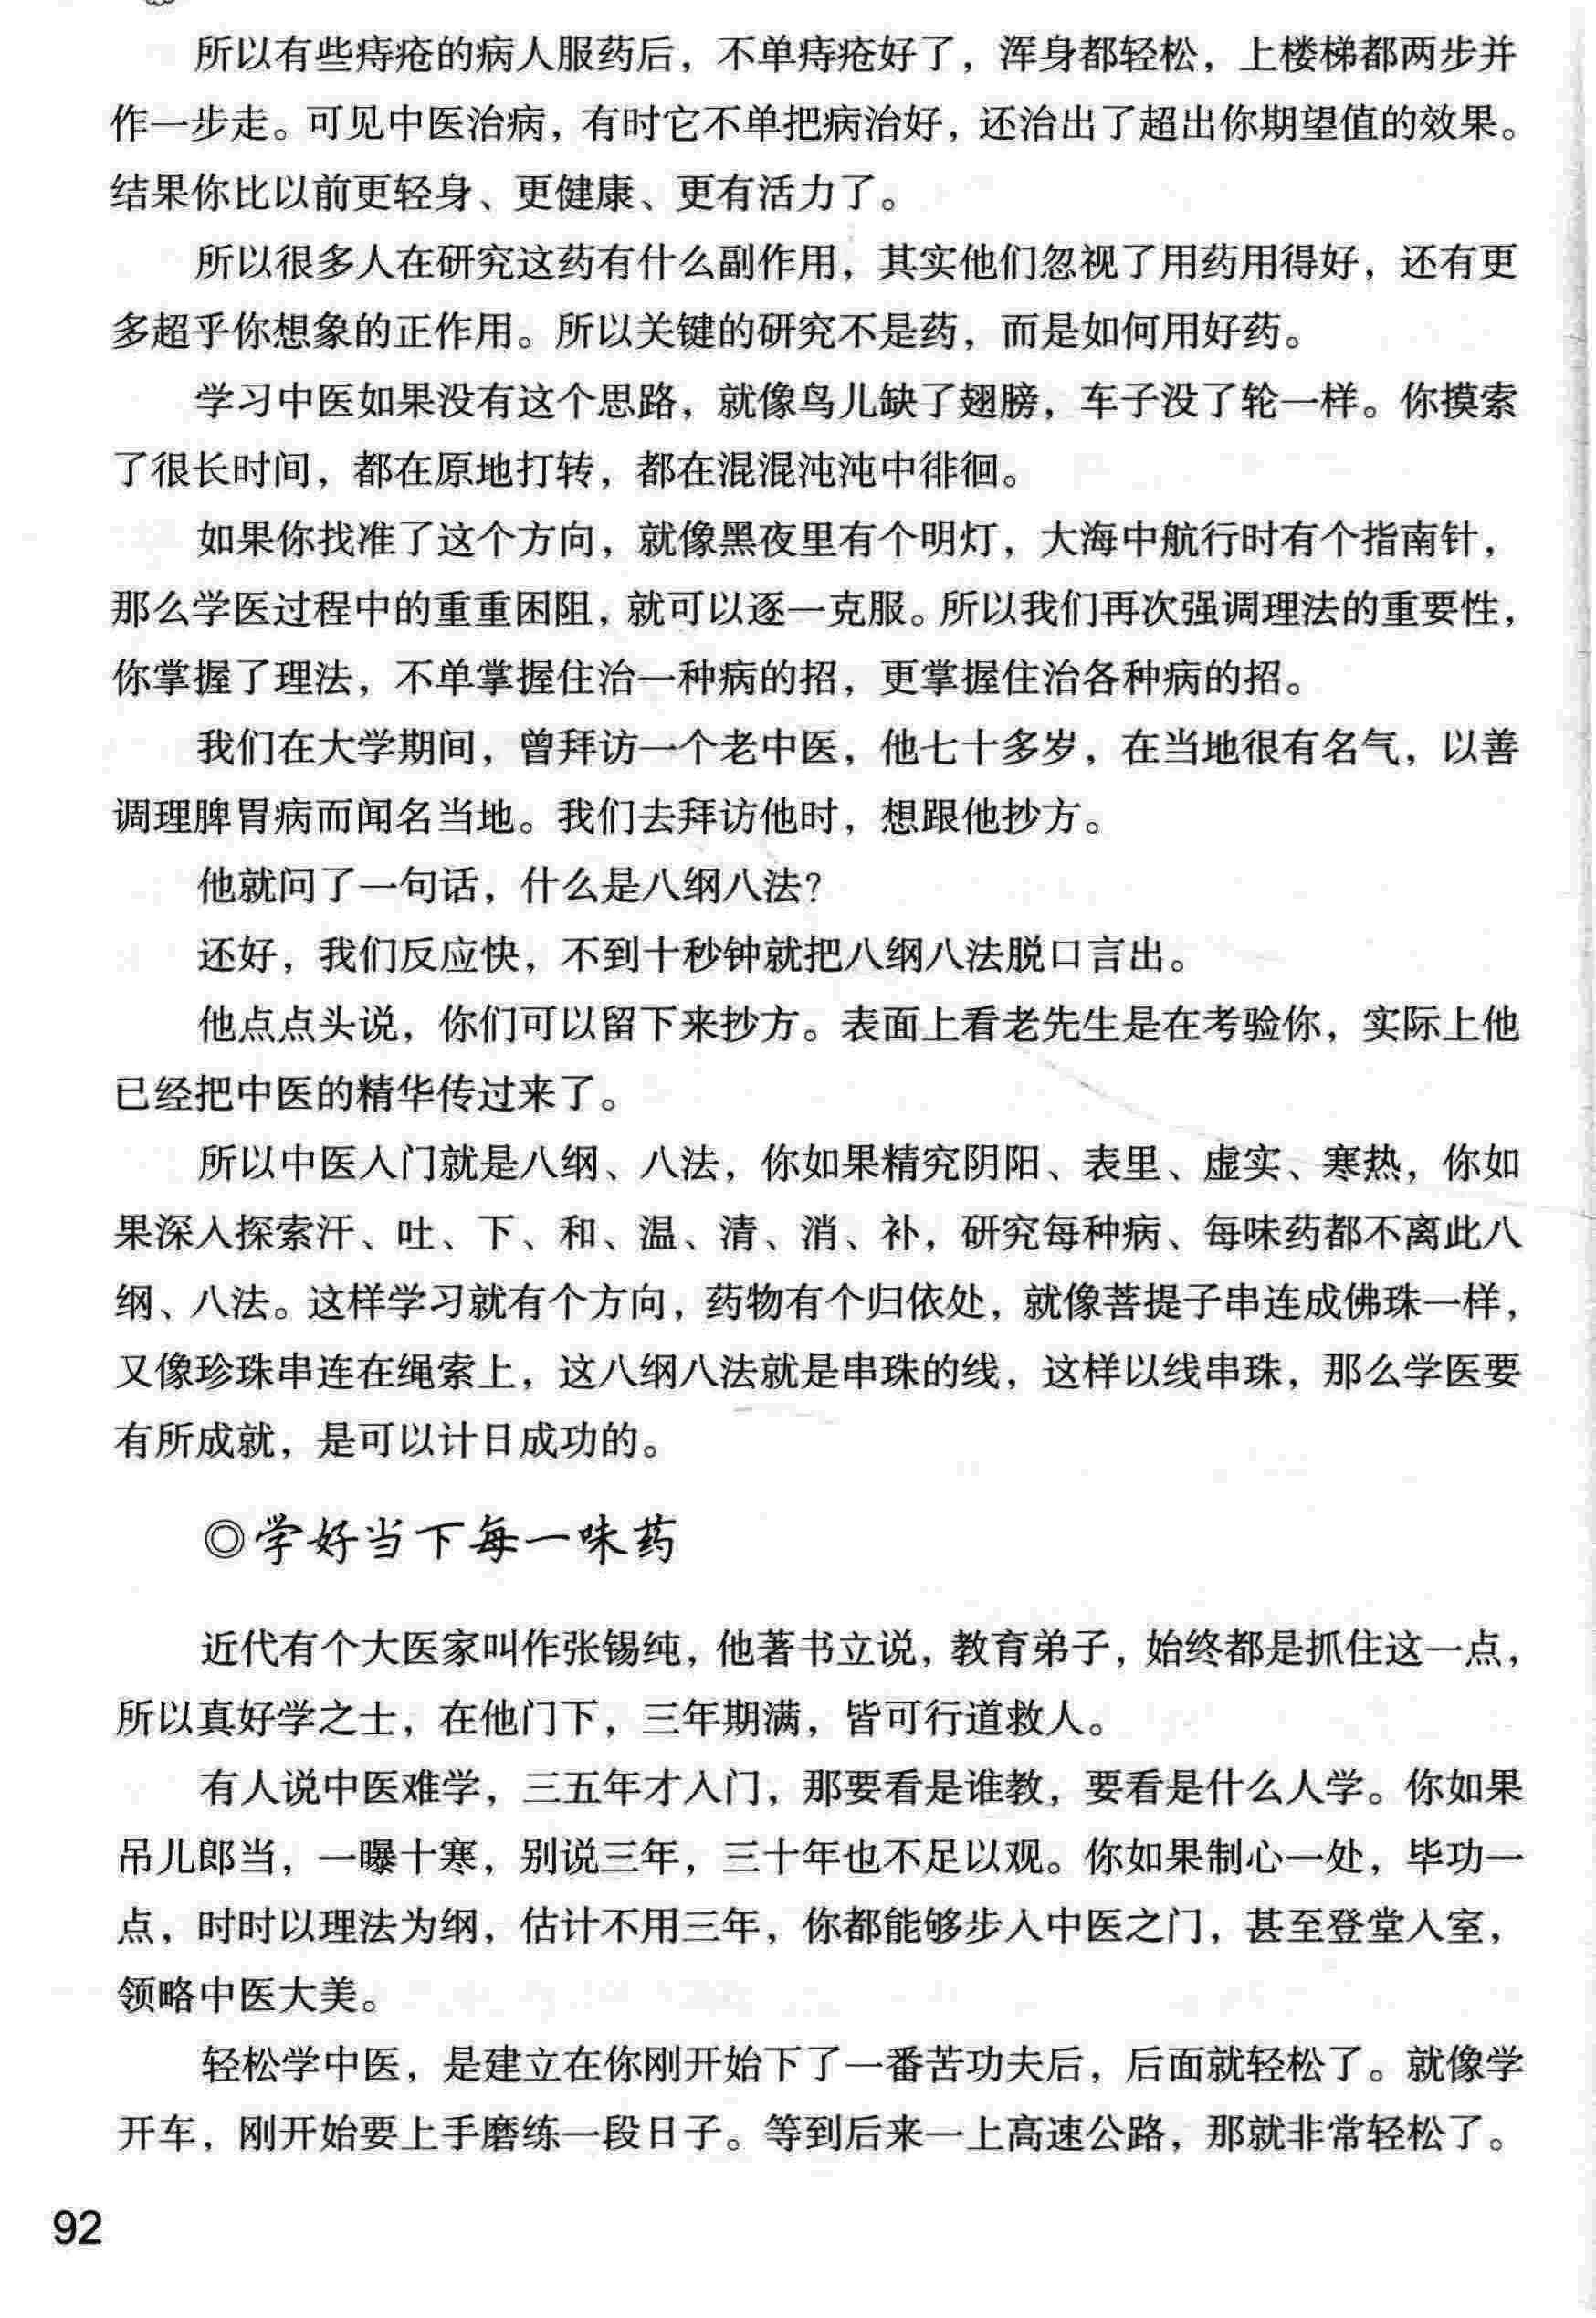 所以有些痔疮的病人服药后，不单痔疮好了，浑身都轻松，上楼梯都两步并
作一步走。可见中医治病，有时它不单把病治好，还治出了超出你期望值的效果。
结果你比以前更轻身、更健康、更有活力了。
所以很多人在研究这药有什么副作用，其实他们忽视了用药用得好，还有更
多超乎你想象的正作用。所以关键的研究不是药，而是如何用好药。
学习中医如果没有这个思路，就像鸟儿缺了翅膀，车子没了轮一样。你摸索
了很长时间，都在原地打转，都在混混沌沌中徘徊。
如果你找准了这个方向，就像黑夜里有个明灯，大海中航行时有个指南针，
那么学医过程中的重重困阻，就可以逐一克服。所以我们再次强调理法的重要性，
你掌握了理法，不单掌握住治一种病的招，更掌握住治各种病的招。
我们在大学期间，曾拜访一个老中医，他七十多岁，在当地很有名气，以善
调理脾胃病而闻名当地。我们去拜访他时，想跟他抄方。
他就问了一句话，什么是八纲八法？
还好，我们反应快，不到十秒钟就把八纲八法脱口言出。
他点点头说，你们可以留下来抄方。表面上看老先生是在考验你，实际上他
已经把中医的精华传过来了。
所以中医入门就是八纲、八法，你如果精究阴阳、表里、虚实、寒热，你如
果深入探索汗、吐、下、和、温、清、消、补，研究每种病、每味药都不离此八
纲、八法。这样学习就有个方向，药物有个归依处，就像菩提子串连成佛珠一样，
又像珍珠串连在绳索上，这八纲八法就是串珠的线，这样以线串珠，那么学医要
有所成就，是可以计日成功的。
◎学好当下每一味药
近代有个大医家叫作张锡纯，他著书立说，教育弟子，始终都是抓住这一点，
所以真好学之士，在他门下，三年期满，皆可行道救人。
有人说中医难学，三五年才入门，那要看是谁教，要看是什么人学。你如果
吊儿郎当，一曝十寒，别说三年，三十年也不足以观。你如果制心一处，毕功一
点，时时以理法为纲，估计不用三年，你都能够步入中医之门，甚至登堂入室，
领略中医大美。
轻松学中医，是建立在你刚开始下了一番苦功夫后，后面就轻松了。就像学
开车，刚开始要上手磨练一段日子。等到后来一上高速公路，那就非常轻松了。
92